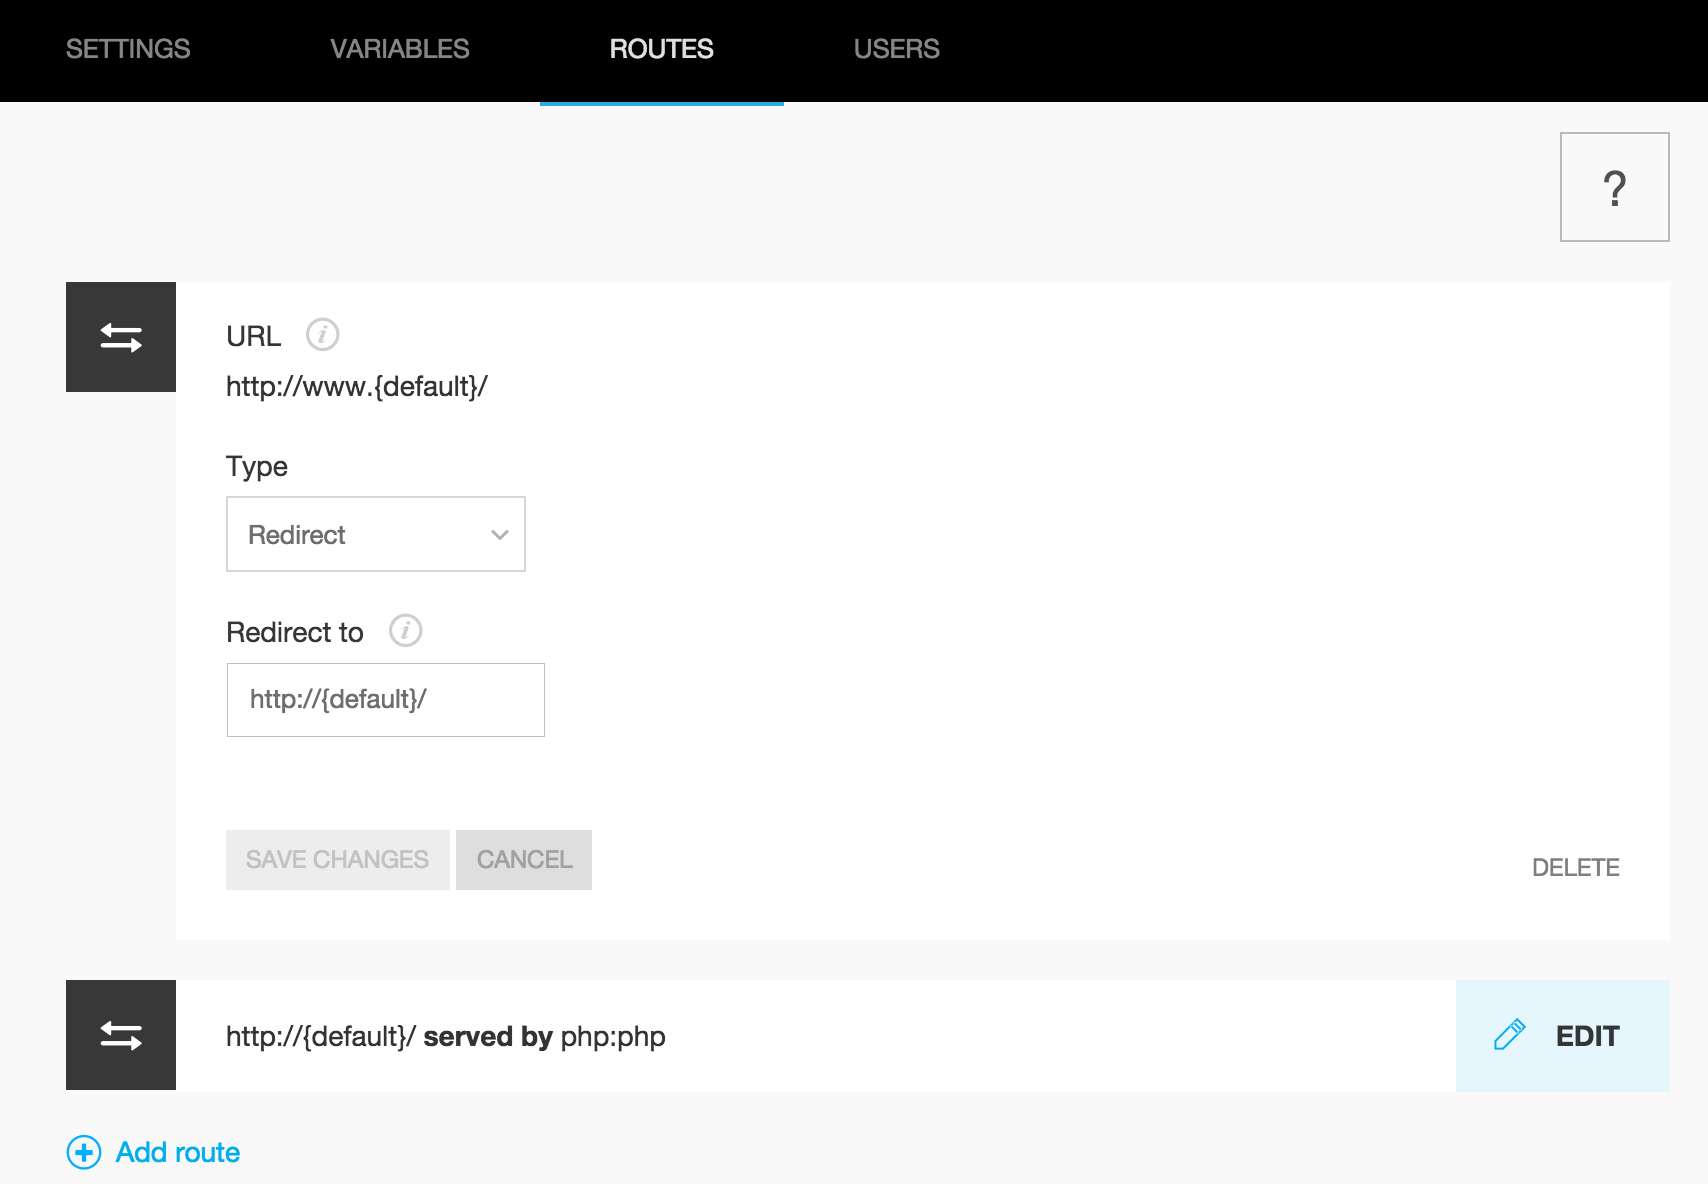 SETTINGS VARIABLES ROUTES USERS
?
URL i
http://www.{default}/
Type
Redirect
Redirect to i
http://{default}/
SAVE CHANGES CANCEL DELETE
http://{default}/ served by php:php EDIT
Add route